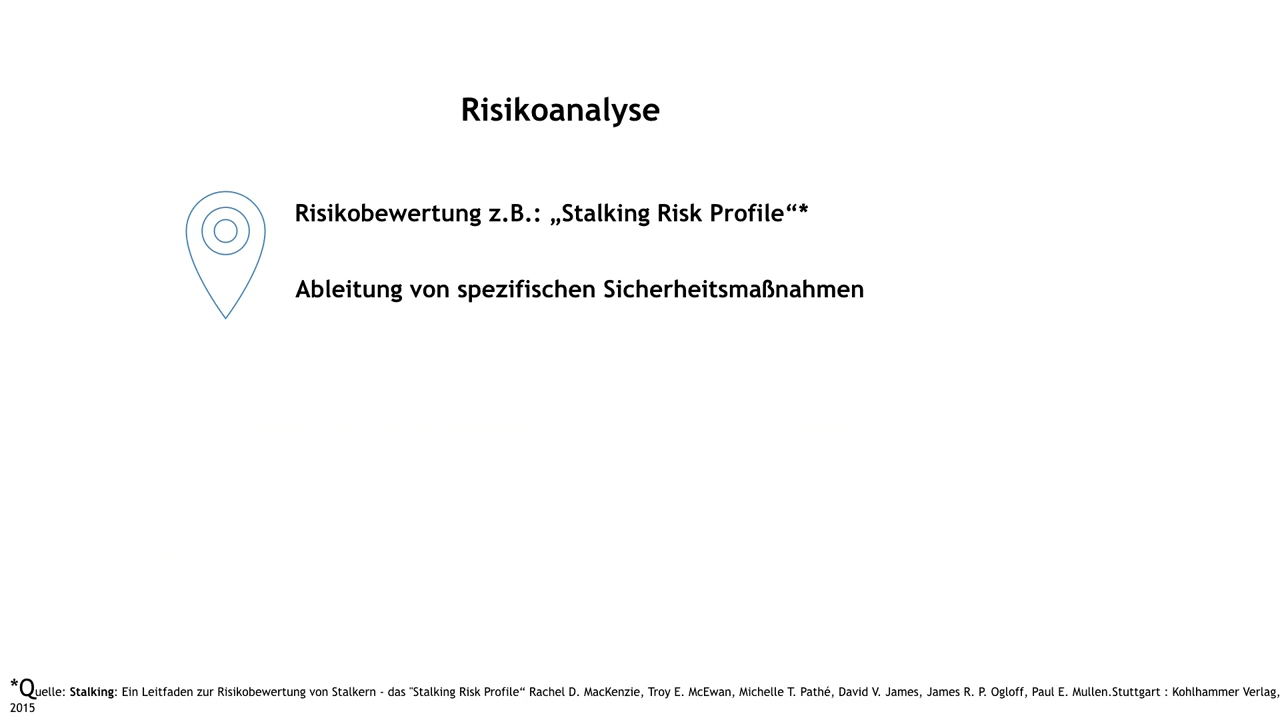 Risikoanalyse
Risikobewertung z.B.: „Stalking Risk Profile“*
Ableitung von spezifischen Sicherheitsmaßnahmen
*Quelle: Stalking: Ein Leitfaden zur Risikobewertung von Stalkern - das "Stalking Risk Profile“ Rachel D. MacKenzie, Troy E. McEwan, Michelle T. Pathé, David V. James, James R. P. Ogloff, Paul E. Mullen.Stuttgart : Kohlhammer Verlag,
2015